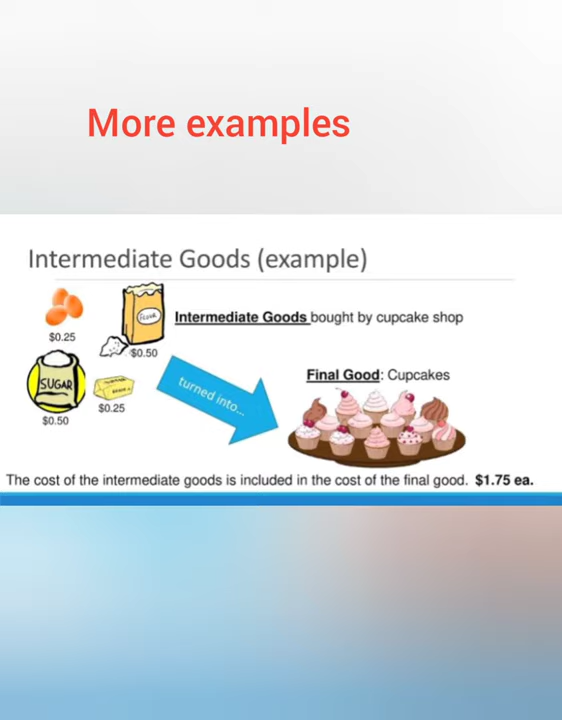 More examples
Intermediate Goods (example)
$0.25
FLOUR
Intermediate Goods bought by cupcake shop
$0.50
SUGAR
$0.25
$0.50
turned into...
Final Good: Cupcakes
The cost of the intermediate goods is included in the cost of the final good. $1.75 ea.